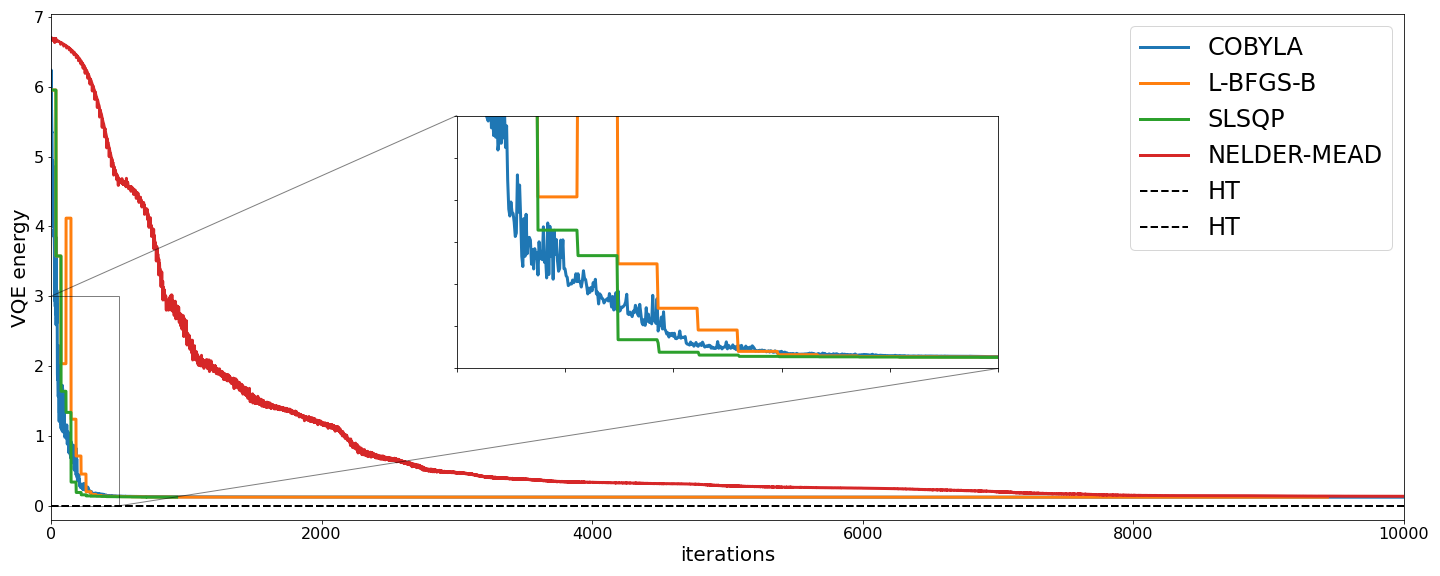 7
6
5
4
3
2
1
0
VQE energy
0
2000
4000
6000
8000
10000
iterations
COBYLA
L-BFGS-B
SLSQP
NELDER-MEAD
HT
HT